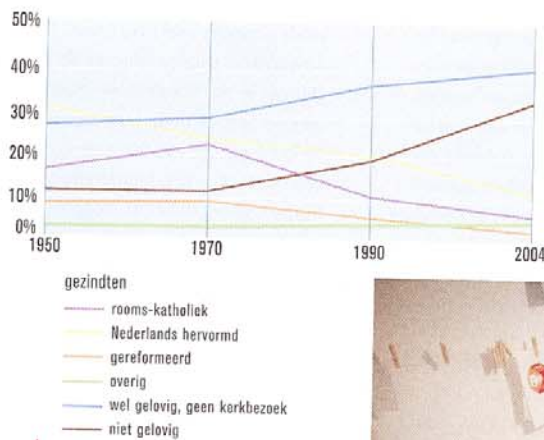 50%
40%
30%
20%
10%
0%
1950 1970 1990 2004
gezindten
rooms-katholiek
Nederlands hervormd
gereformeerd
overig
wel gelovig, geen kerkbezoek
niet gelovig